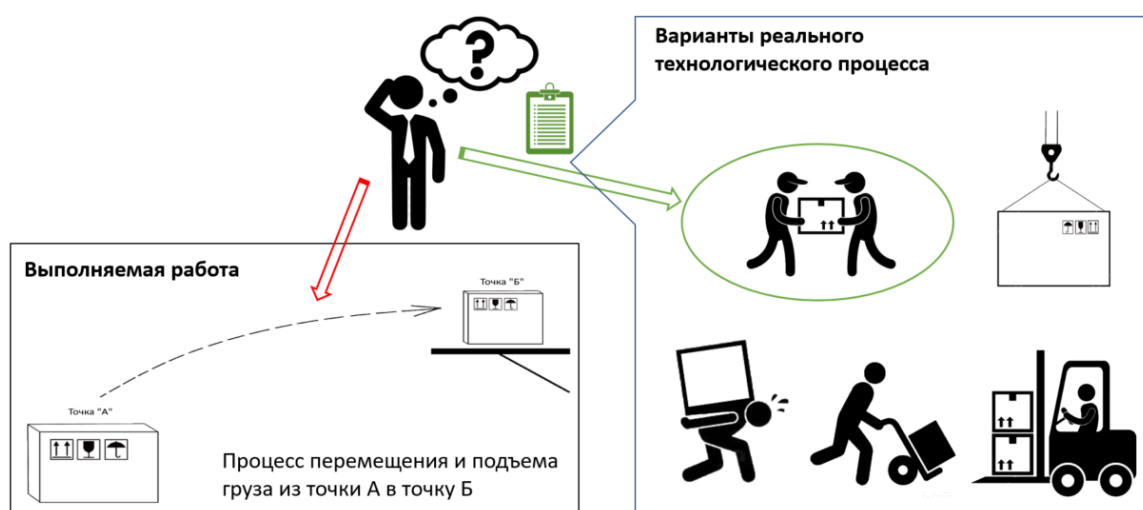 ?
Варианты реального
технологического процесса
Выполняемая работа
Точка "Б"
Точка "А"
Процесс перемещения и подъема
груза из точки А в точку Б